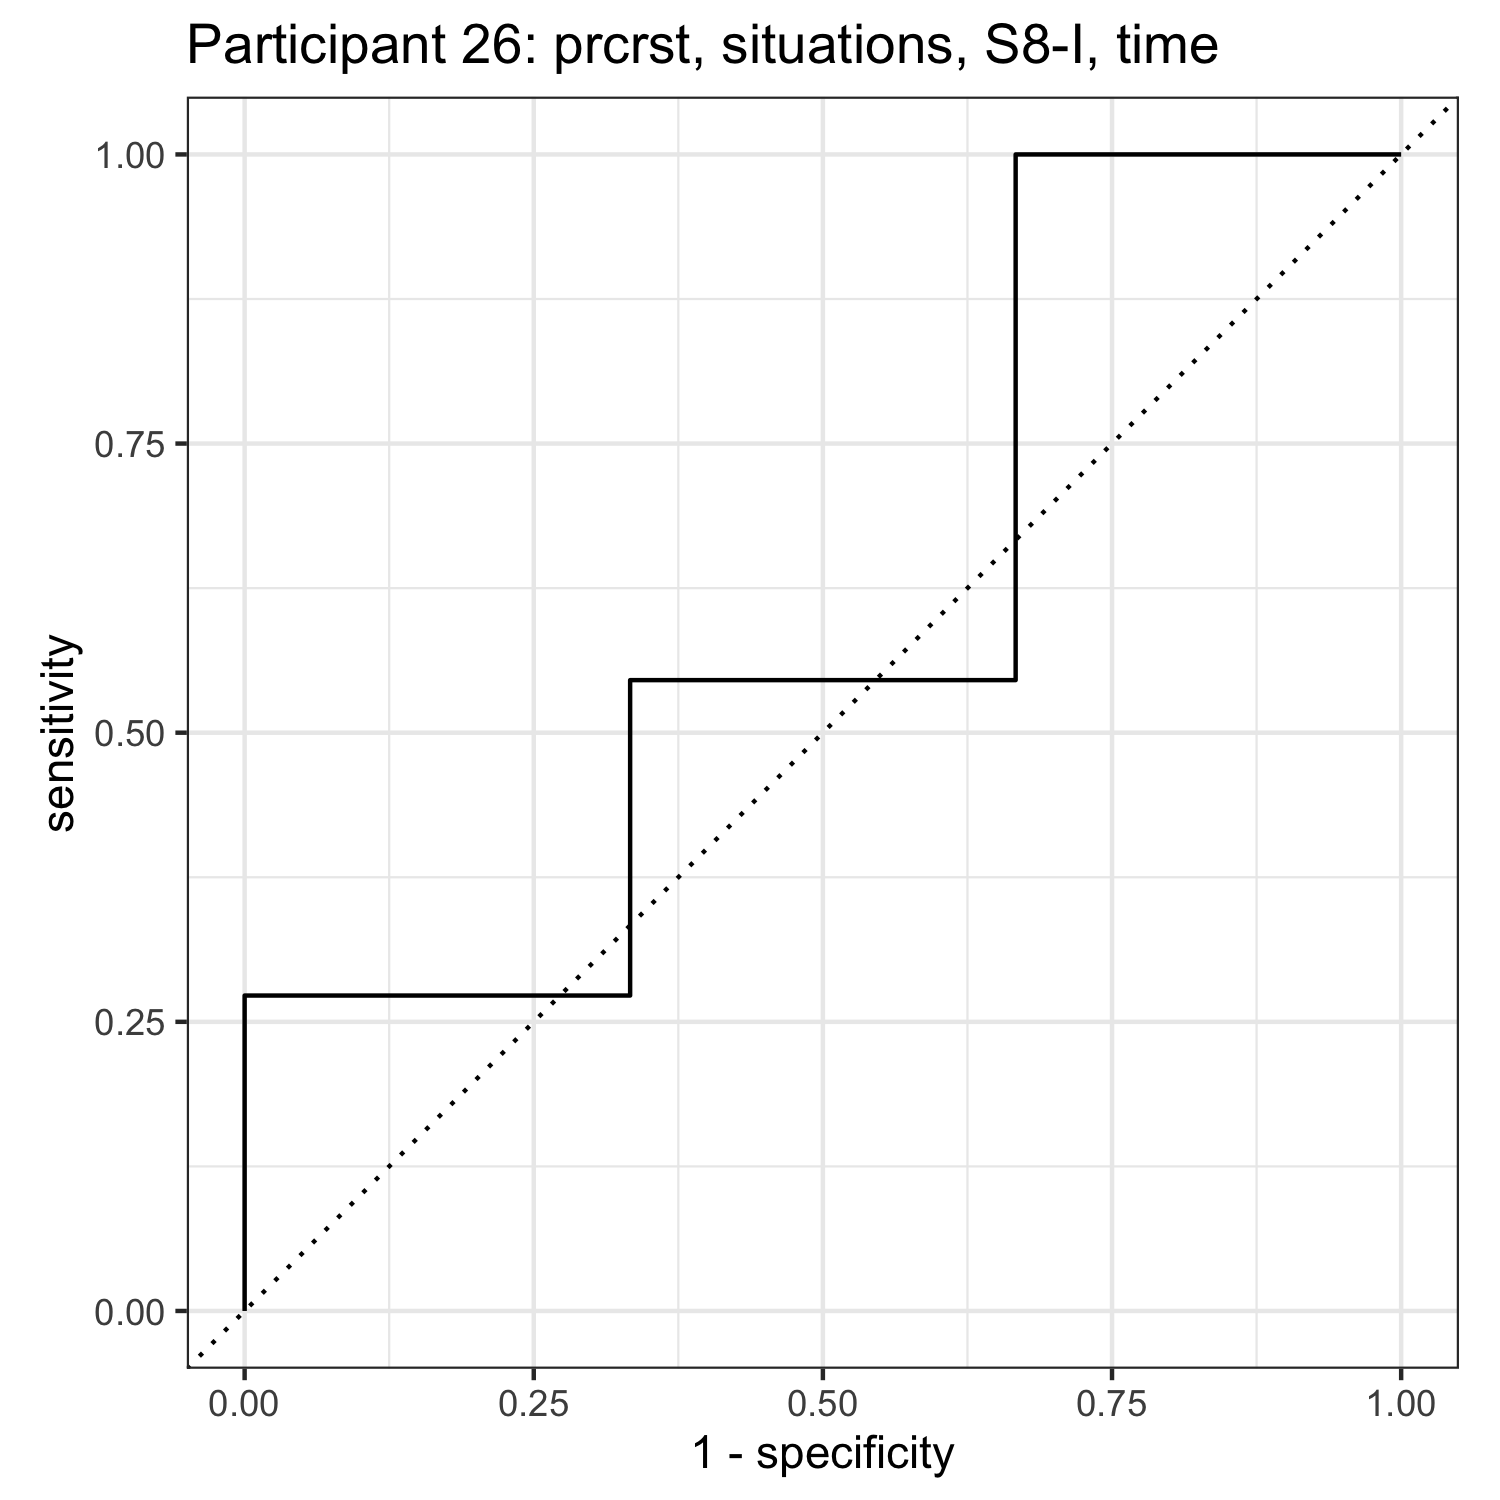 Participant 26: prcrst, situations, S8-I, time
1.00
0.75
0.50
0.25
0.00
sensitivity
0.00 0.25 0.50 0.75 1.00
1 - specificity